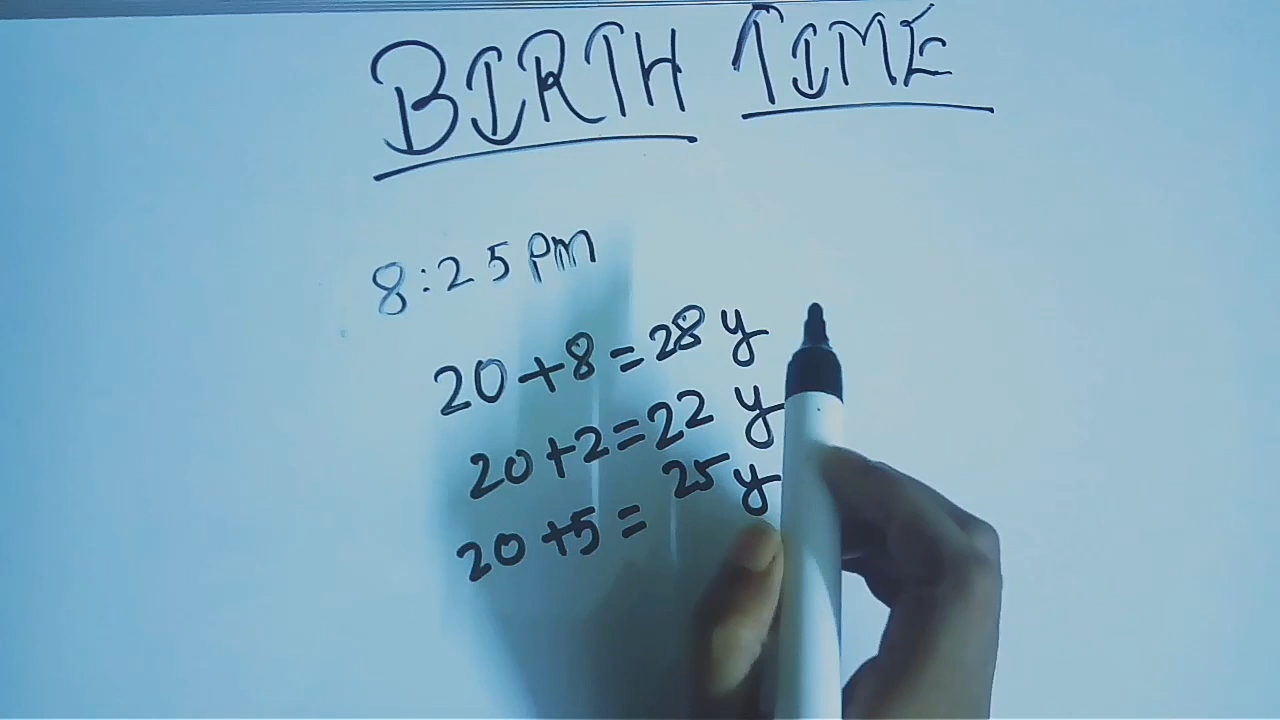 BIRTH TIME
8:25 PM
20+8=28 y
20+2=22 y
20+5= 25 y